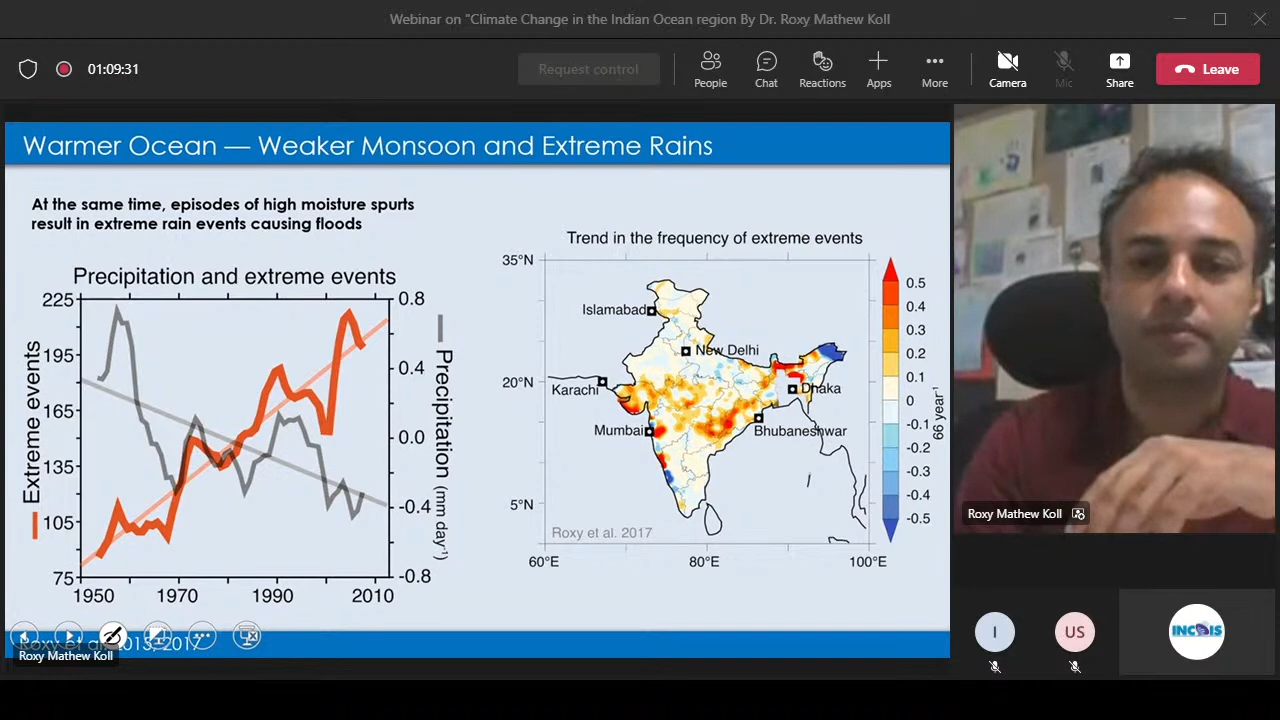 Webinar on "Climate Change in the Indian Ocean region By Dr. Roxy Mathew Koll
01:09:31
Request control
People
Chat
Reactions
Apps
More
Camera
Mic
Share
Leave
Warmer Ocean — Weaker Monsoon and Extreme Rains
At the same time, episodes of high moisture spurts
result in extreme rain events causing floods
Precipitation and extreme events
225
195
165
135
105
75
Extreme events
1950
1970
1990
2010
0.8
0.4
0.0
-0.4
-0.8
Precipitation (mm day-1)
Trend in the frequency of extreme events
35°N
20°N
5°N
60°E
80°E
100°E
Islamabad
New Delhi
Karachi
Dhaka
Mumbai
Bhubaneshwar
Roxy et al. 2017
0.5
0.4
0.3
0.2
0.1
0
-0.1
-0.2
-0.3
-0.4
-0.5
66 year-1
Roxy et al 2013, 2017
Roxy Mathew Koll
Roxy Mathew Koll
I
US
INCOIS